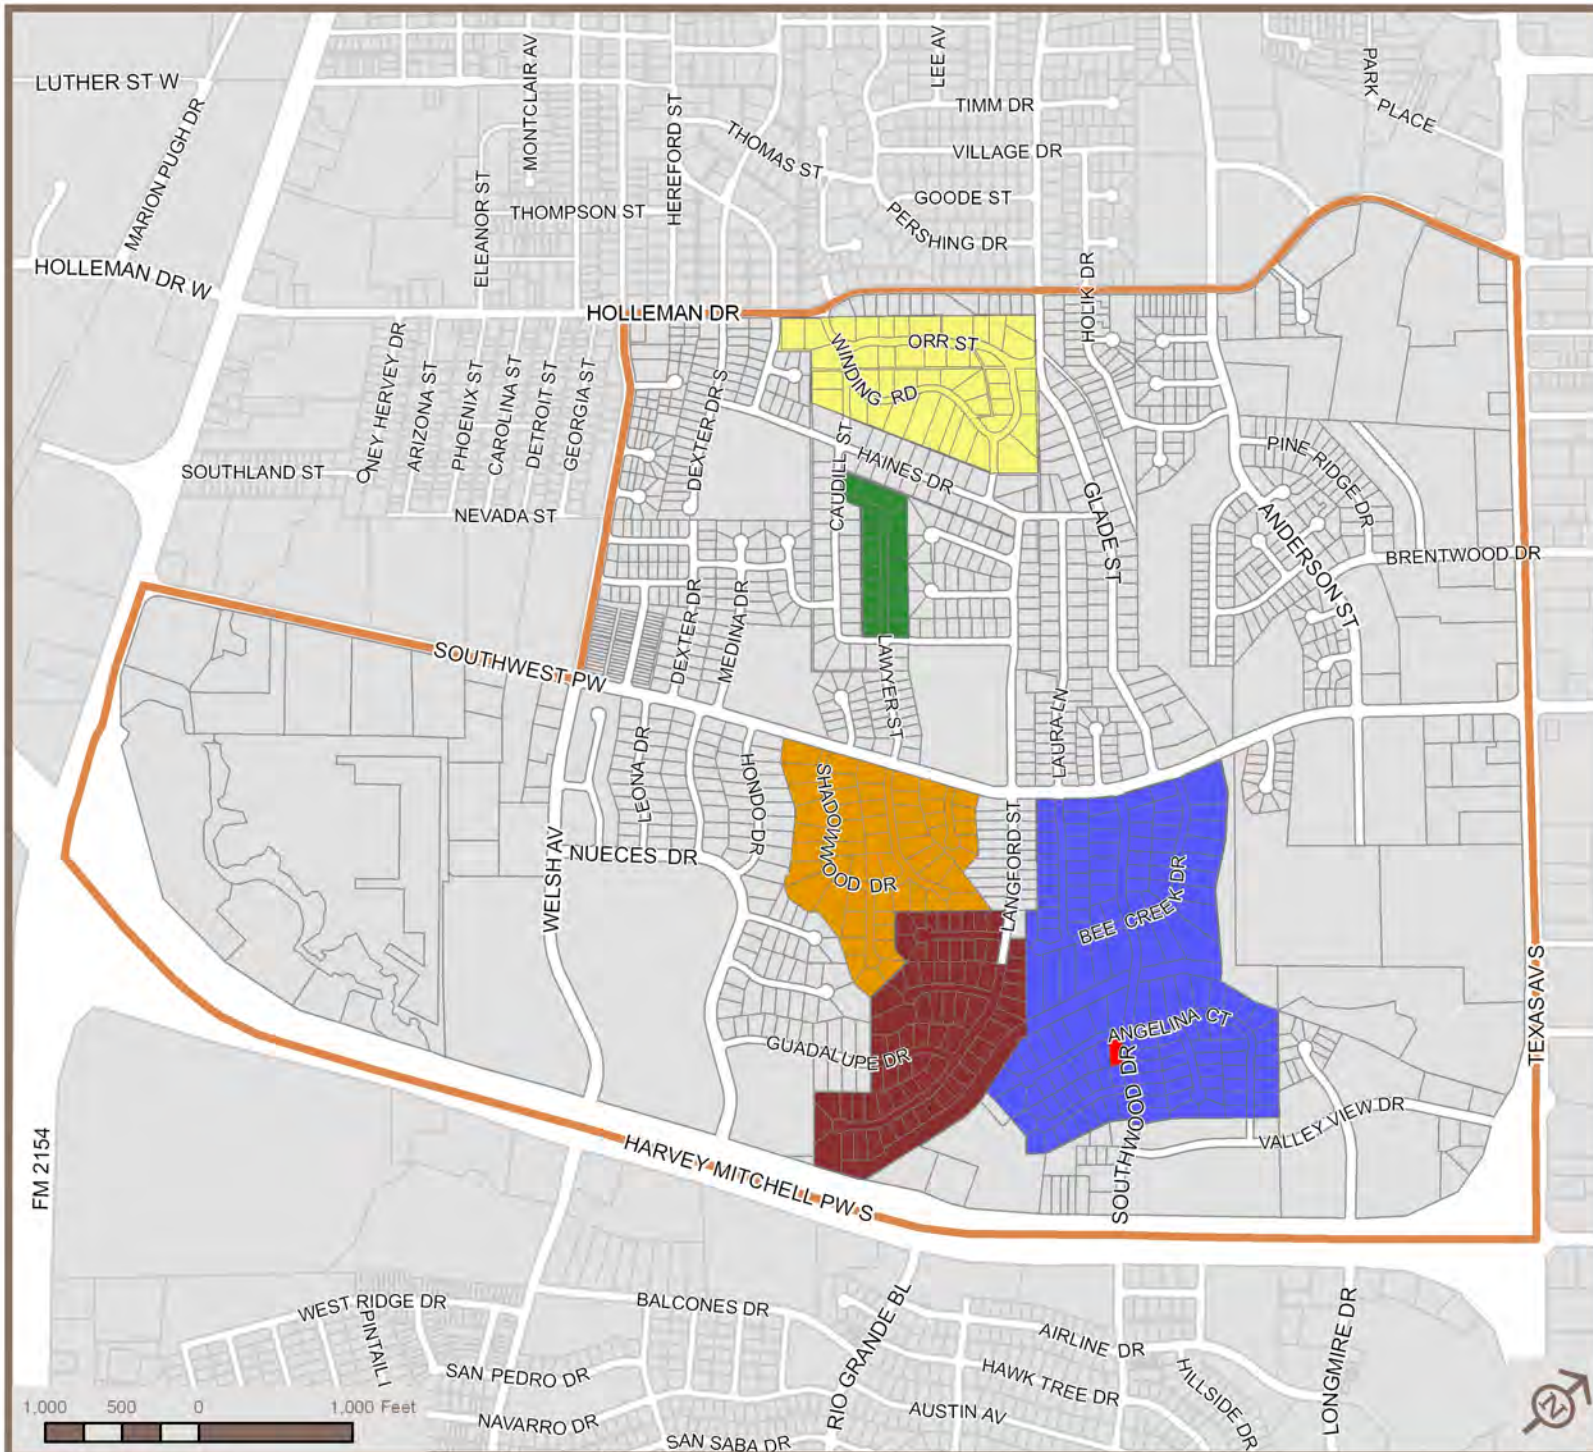 LUTHER ST W
MARION PUGH DR
MONTCLAIR AV
HEREFORD ST
LEE AV
PARK PLACE
TIMM DR
THOMAS ST
VILLAGE DR
ELEANOR ST
THOMPSON ST
GOODE ST
PERSHING DR
HOLLEMAN DR W
HOLLEMAN DR
HOLIK DR
ORR ST
WINDING RD
ONEY HERVEY DR
ARIZONA ST
PHOENIX ST
CAROLINA ST
DETROIT ST
GEORGIA ST
DEXTER DR S
SOUTHLAND ST
NEVADA ST
CAUDILL ST
HAINES DR
GLADE ST
PINE RIDGE DR
ANDERSON ST
BRENTWOOD DR
SOUTHWEST PW
DEXTER DR
MEDINA DR
LAWYER ST
LAURA LN
LEONA DR
HONDO DR
SHADOWWOOD DR
WELSH AV
NUECES DR
LANGFORD ST
BEE CREEK DR
ANGELINA CT
SOUTHWOOD DR
GUADALUPE DR
VALLEY VIEW DR
TEXAS AV S
FM 2154
HARVEY MITCHELL PW S
WEST RIDGE DR
PINTAIL
BALCONES DR
RIO GRANDE BL
AIRLINE DR
HAWK TREE DR
HILLSIDE DR
LONGMIRE DR
SAN PEDRO DR
NAVARRO DR
AUSTIN AV
SAN SABA DR
1,000 500 0 1,000 Feet
N